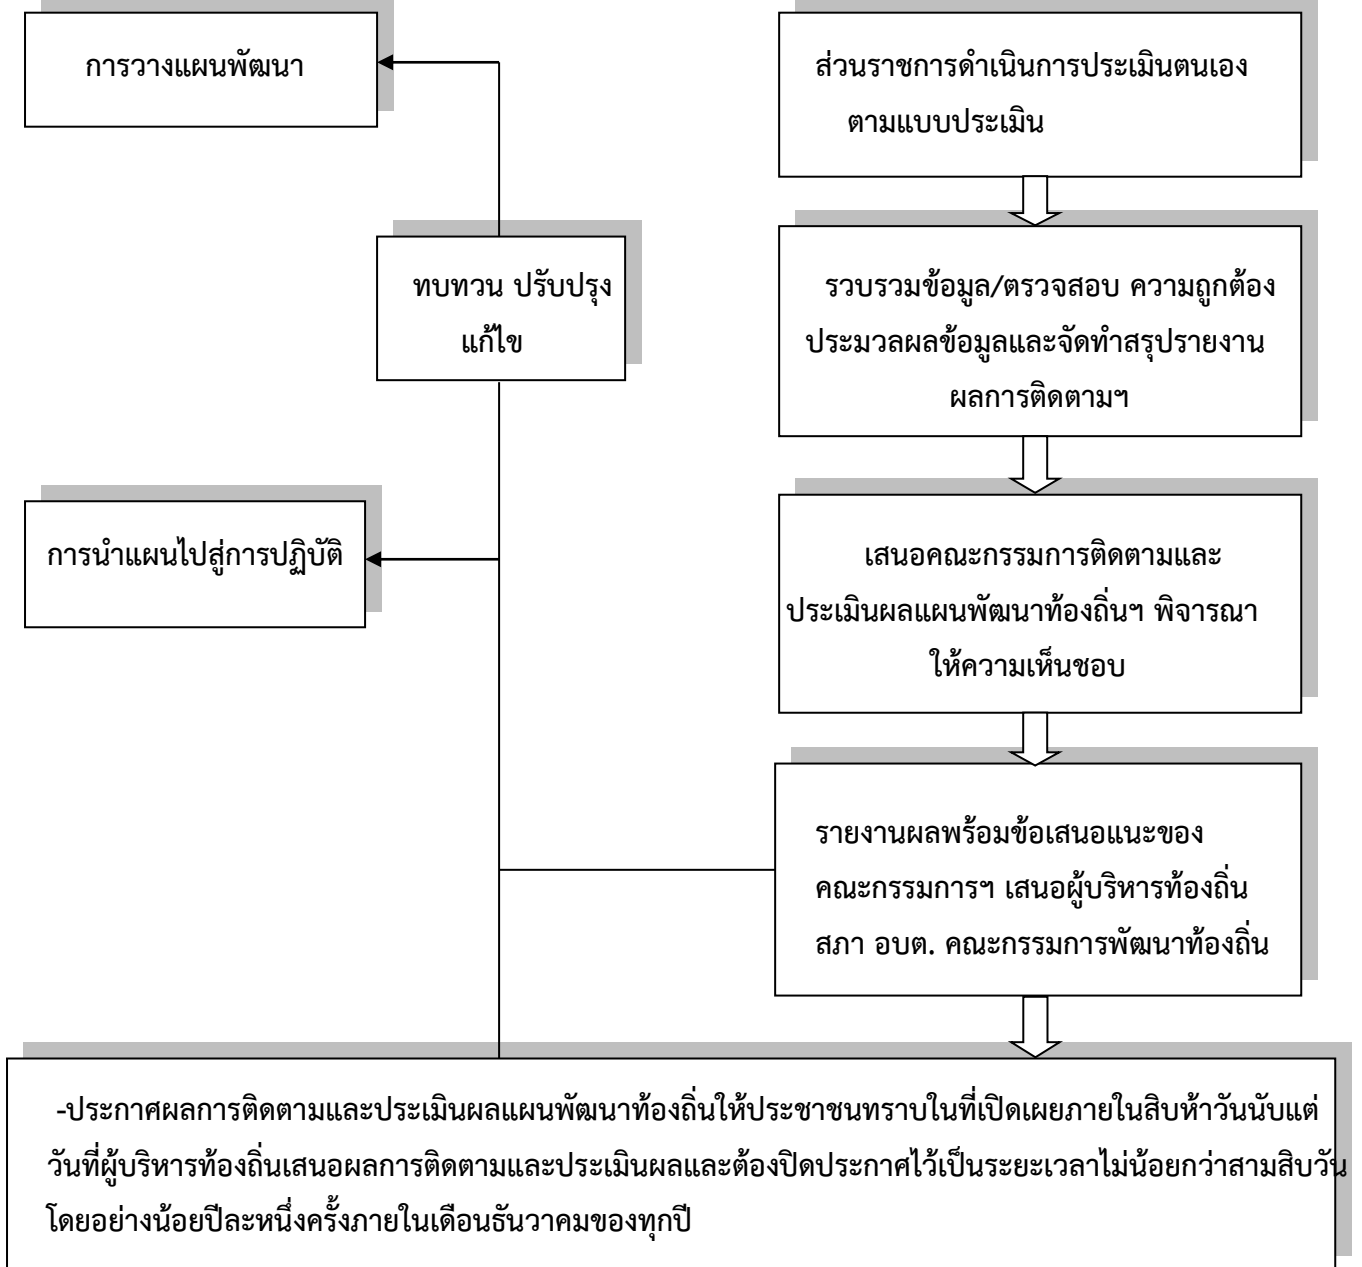 การวางแผนพัฒนา
ส่วนราชการดำเนินการประเมินตนเอง
ตามแบบประเมิน
ทบทวน ปรับปรุง
แก้ไข
รวบรวมข้อมูล/ตรวจสอบ ความถูกต้อง
ประมวลผลข้อมูลและจัดทำสรุปรายงาน
ผลการติดตามฯ
การนำแผนไปสู่การปฏิบัติ
เสนอคณะกรรมการติดตามและ
ประเมินผลแผนพัฒนาท้องถิ่นฯ พิจารณา
ให้ความเห็นชอบ
รายงานผลพร้อมข้อเสนอแนะของ
คณะกรรมการฯ เสนอผู้บริหารท้องถิ่น
สภา อบต. คณะกรรมการพัฒนาท้องถิ่น
-ประกาศผลการติดตามและประเมินผลแผนพัฒนาท้องถิ่นให้ประชาชนทราบในที่เปิดเผยภายในสิบห้าวันนับแต่
วันที่ผู้บริหารท้องถิ่นเสนอผลการติดตามและประเมินผลและต้องปิดประกาศไว้เป็นระยะเวลาไม่น้อยกว่าสามสิบวัน
โดยอย่างน้อยปีละหนึ่งครั้งภายในเดือนธันวาคมของทุกปี